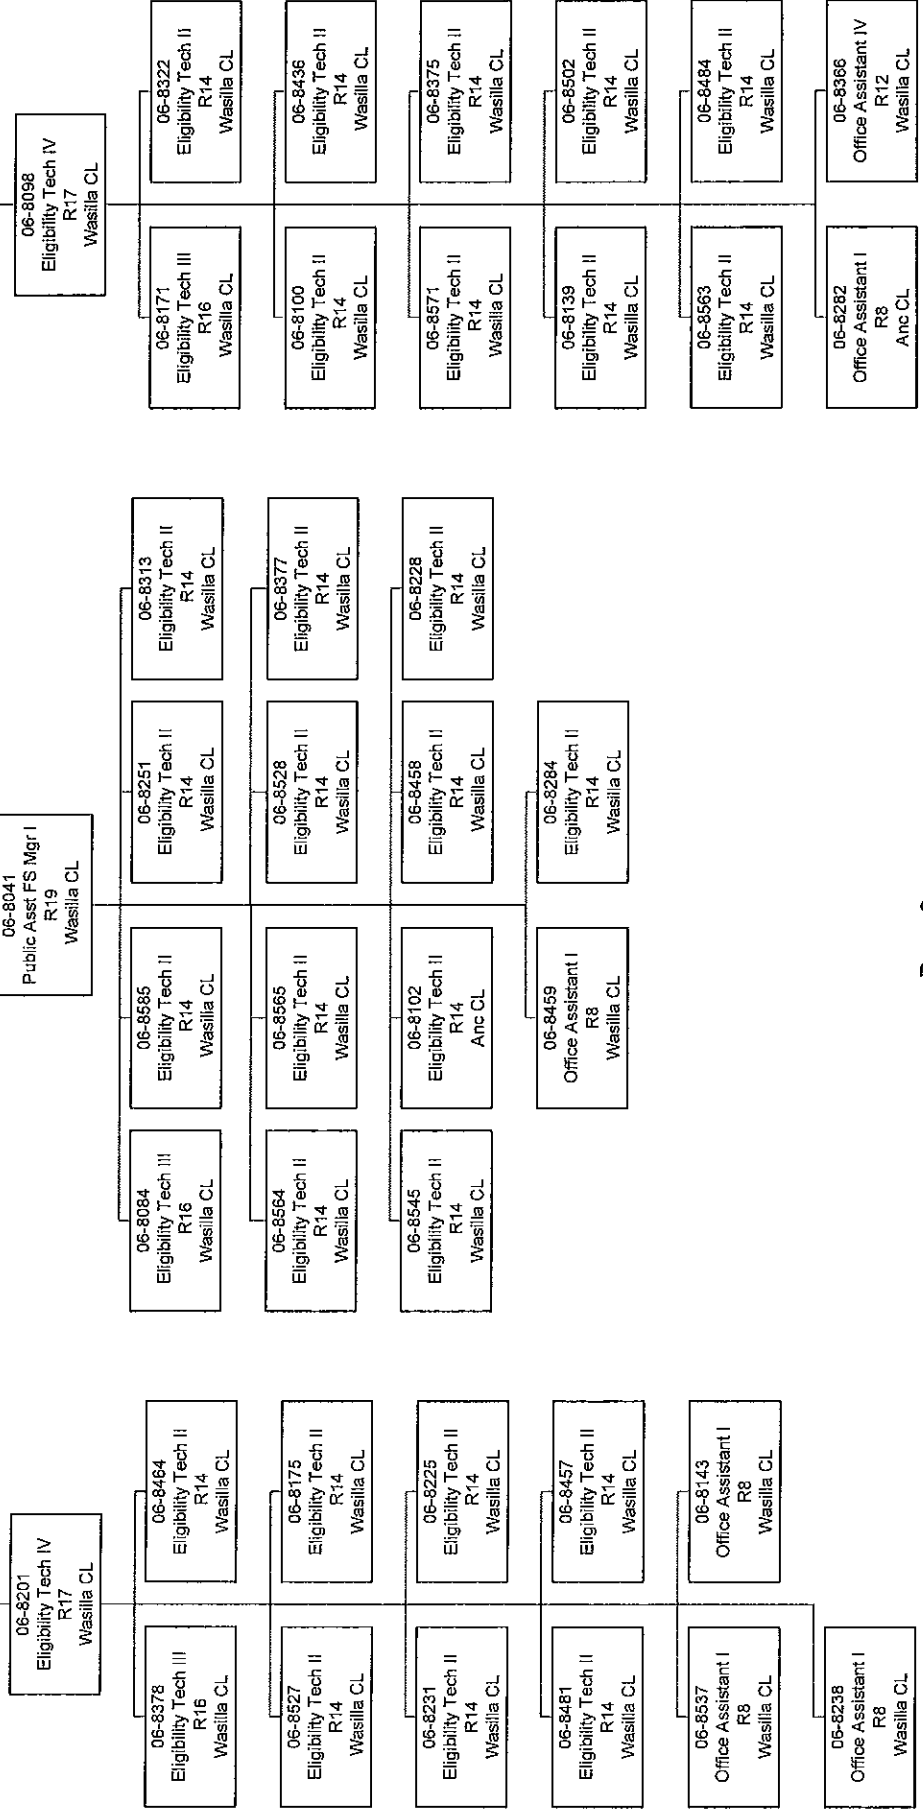 06-8201
Eligibility Tech IV
R17
Wasilla CL
06-8378
Eligibility Tech III
R16
Wasilla CL
06-8464
Eligibility Tech II
R14
Wasilla CL
06-8527
Eligibility Tech II
R14
Wasilla CL
06-8175
Eligibility Tech II
R14
Wasilla CL
06-8231
Eligibility Tech II
R14
Wasilla CL
06-8225
Eligibility Tech II
R14
Wasilla CL
06-8481
Eligibility Tech II
R14
Wasilla CL
06-8457
Eligibility Tech II
R14
Wasilla CL
06-8537
Office Assistant I
R8
Wasilla CL
06-8143
Office Assistant I
R8
Wasilla CL
06-8238
Office Assistant I
R8
Wasilla CL
06-8041
Public Asst FS Mgr I
R19
Wasilla CL
06-8084
Eligibility Tech III
R16
Wasilla CL
06-8585
Eligibility Tech II
R14
Wasilla CL
06-8251
Eligibility Tech II
R14
Wasilla CL
06-8313
Eligibility Tech II
R14
Wasilla CL
06-8564
Eligibility Tech II
R14
Wasilla CL
06-8565
Eligibility Tech II
R14
Wasilla CL
06-8528
Eligibility Tech II
R14
Wasilla CL
06-8377
Eligibility Tech II
R14
Wasilla CL
06-8545
Eligibility Tech II
R14
Wasilla CL
06-8102
Eligibility Tech II
R14
Anc CL
06-8458
Eligibility Tech II
R14
Wasilla CL
06-8228
Eligibility Tech II
R14
Wasilla CL
06-8459
Office Assistant I
R8
Wasilla CL
06-8284
Eligibility Tech II
R14
Wasilla CL
06-8098
Eligibility Tech IV
R17
Wasilla CL
06-8171
Eligibility Tech III
R16
Wasilla CL
06-8322
Eligibility Tech II
R14
Wasilla CL
06-8100
Eligibility Tech II
R14
Wasilla CL
06-8436
Eligibility Tech II
R14
Wasilla CL
06-8571
Eligibility Tech II
R14
Wasilla CL
06-8375
Eligibility Tech II
R14
Wasilla CL
06-8139
Eligibility Tech II
R14
Wasilla CL
06-8502
Eligibility Tech II
R14
Wasilla CL
06-8563
Eligibility Tech II
R14
Wasilla CL
06-8484
Eligibility Tech II
R14
Wasilla CL
06-8282
Office Assistant I
R8
Anc CL
06-8366
Office Assistant IV
R12
Wasilla CL